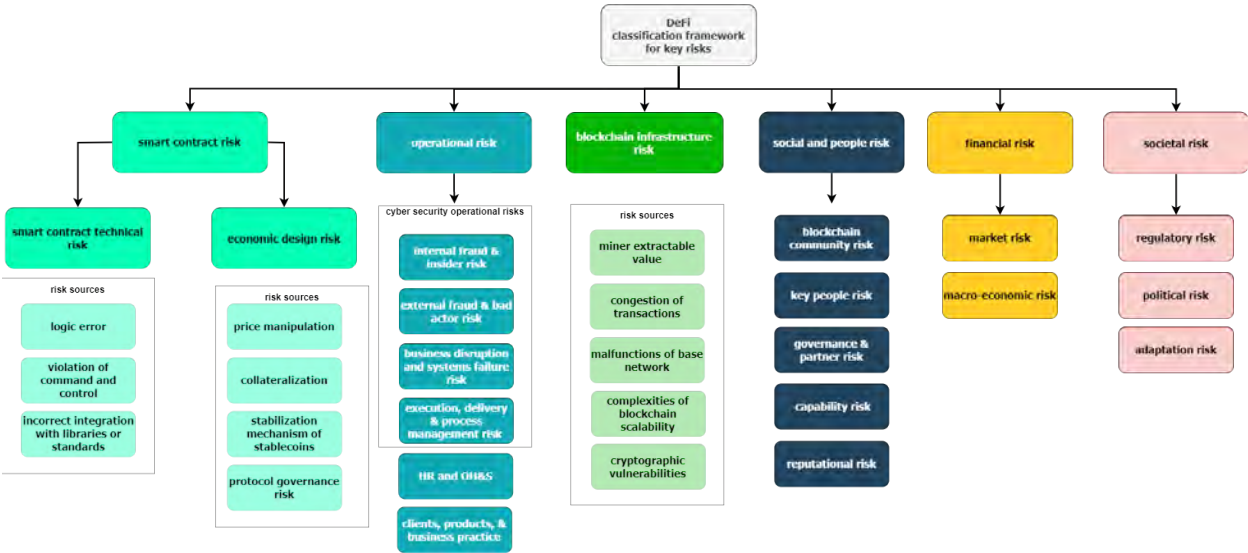 DeFi
classification framework
for key risks
smart contract risk
operational risk
blockchain infrastructure
risk
social and people risk
financial risk
societal risk
smart contract technical
risk
risk sources
logic error
violation of
command and
control
incorrect integration
with libraries or
standards
economic design risk
risk sources
price manipulation
collateralization
stabilization
mechanism of
stablecoins
protocol governance
risk
cyber security operational risks
internal fraud &
insider risk
external fraud & bad
actor risk
business disruption
and systems failure
risk
execution, delivery
& process
management risk
HR and OH&S
clients, products, &
business practice
risk sources
miner extractable
value
congestion of
transactions
malfunctions of base
network
complexities of
blockchain
scalability
cryptographic
vulnerabilities
blockchain
community risk
key people risk
governance &
partner risk
capability risk
reputational risk
market risk
macro-economic risk
regulatory risk
political risk
adaptation risk